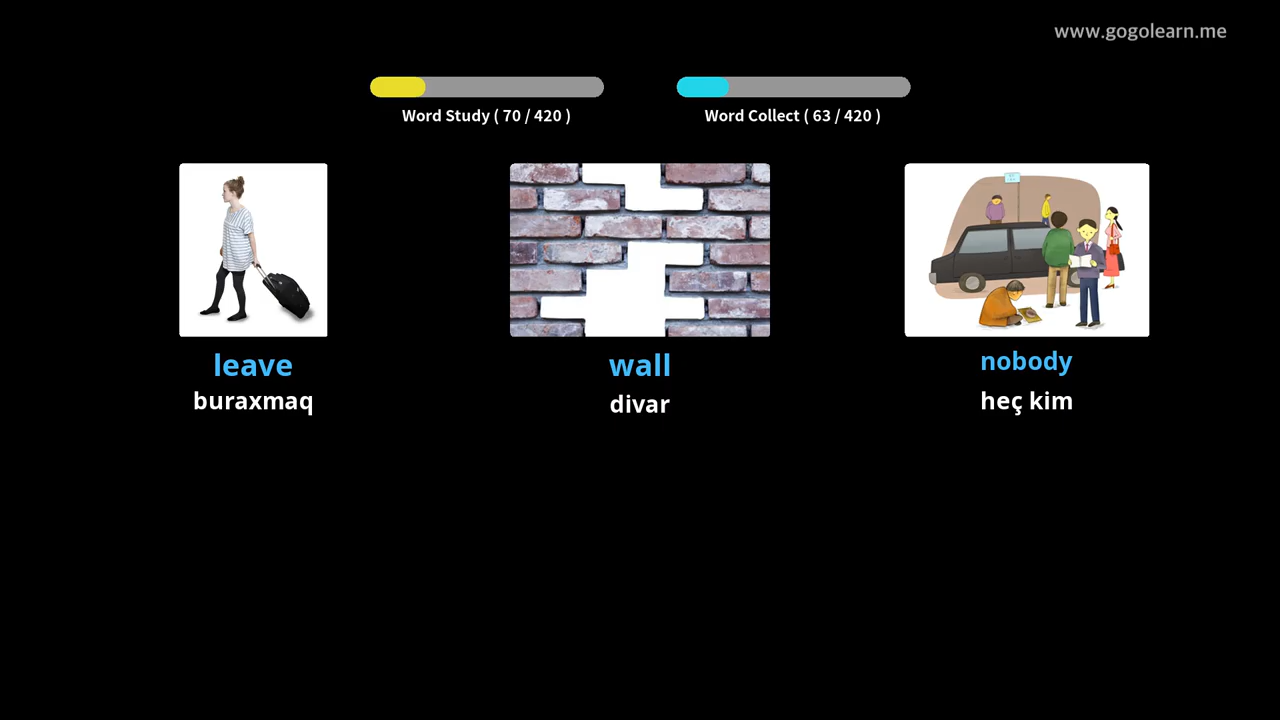 www.gogolearn.me
Word Study ( 70 / 420 )
Word Collect ( 63 / 420 )
leave
buraxmaq
wall
divar
nobody
heç kim